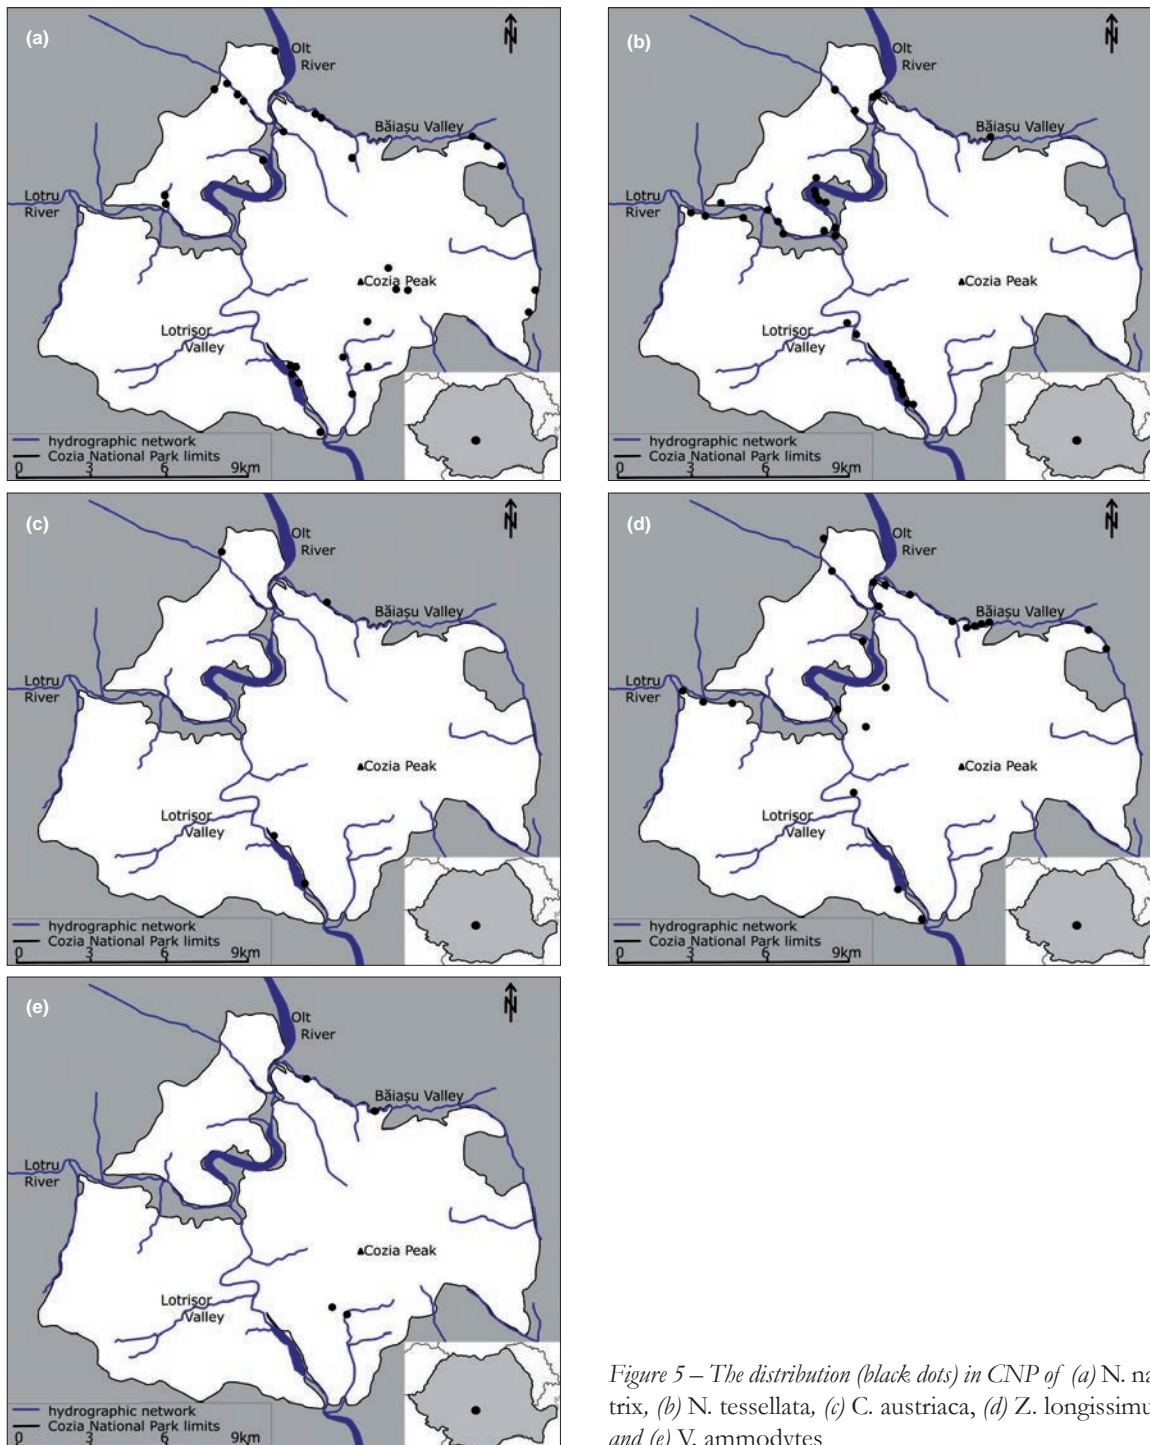 (a)
N
Olt
River
Băiașu Valley
Lotru
River
Cozia Peak
Lotrișor
Valley
hydrographic network
Cozia National Park limits
0 3 6 9km
(b)
N
Olt
River
Băiașu Valley
Lotru
River
Cozia Peak
Lotrișor
Valley
hydrographic network
Cozia National Park limits
0 3 6 9km
(c)
N
Olt
River
Băiașu Valley
Lotru
River
Cozia Peak
Lotrișor
Valley
hydrographic network
Cozia National Park limits
0 3 6 9km
(d)
N
Olt
River
Băiașu Valley
Lotru
River
Cozia Peak
Lotrișor
Valley
hydrographic network
Cozia National Park limits
0 3 6 9km
(e)
N
Olt
River
Băiașu Valley
Lotru
River
Cozia Peak
Lotrișor
Valley
hydrographic network
Cozia National Park limits
0 3 6 9km
Figure 5 – The distribution (black dots) in CNP of (a) N. na
trix, (b) N. tessellata, (c) C. austriaca, (d) Z. longissimu
and (e) V. ammodytes